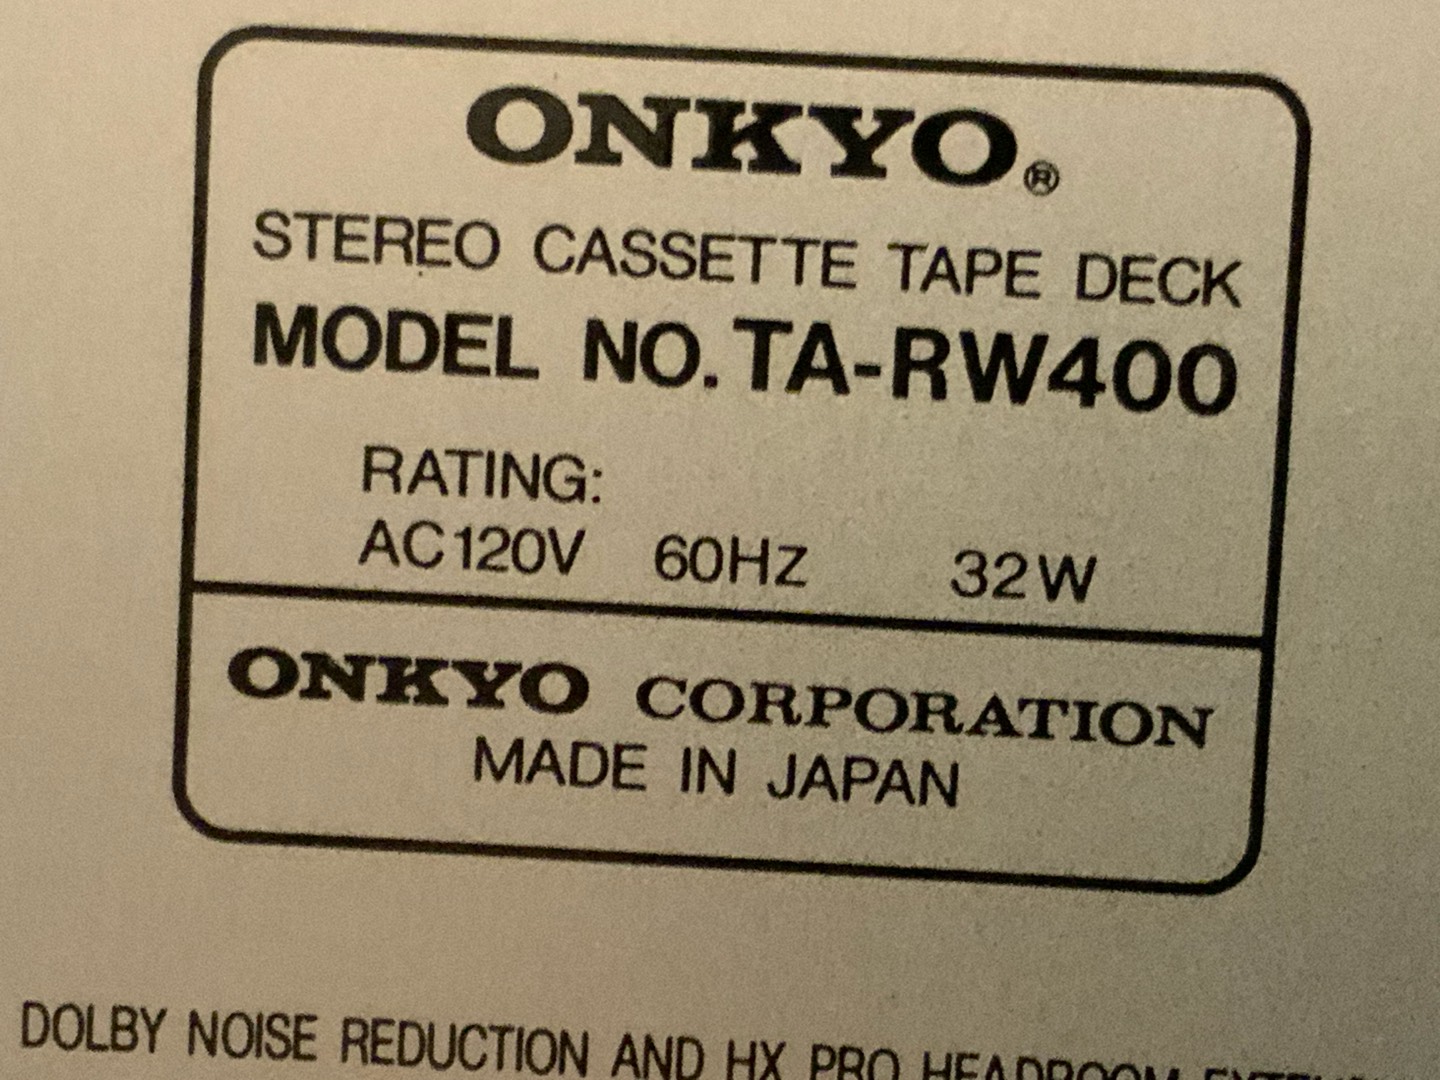 ONKYO®
STEREO CASSETTE TAPE DECK
MODEL NO. TA-RW400
RATING:
AC120V 60Hz 32W
ONKYO CORPORATION
MADE IN JAPAN
DOLBY NOISE REDUCTION AND HX PRO HEADROOM